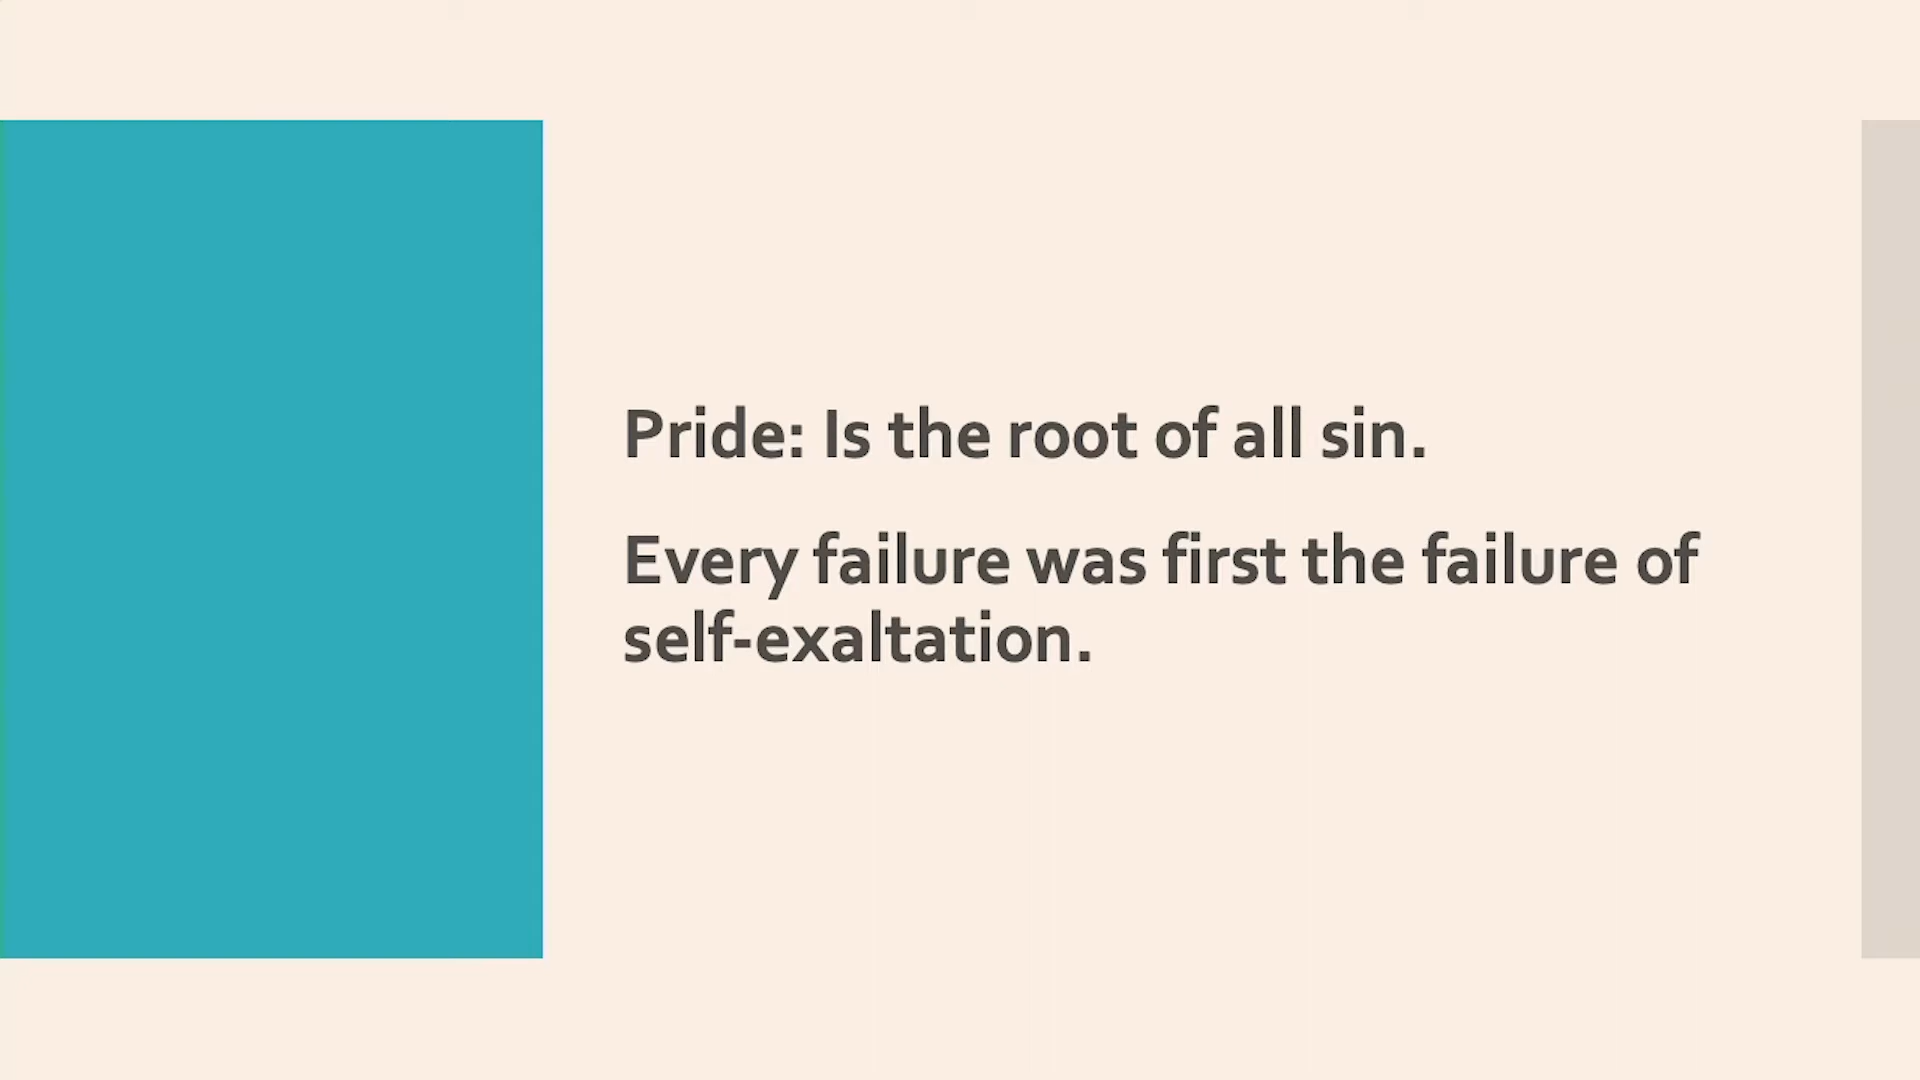 Pride: Is the root of all sin.
Every failure was first the failure of
self-exaltation.